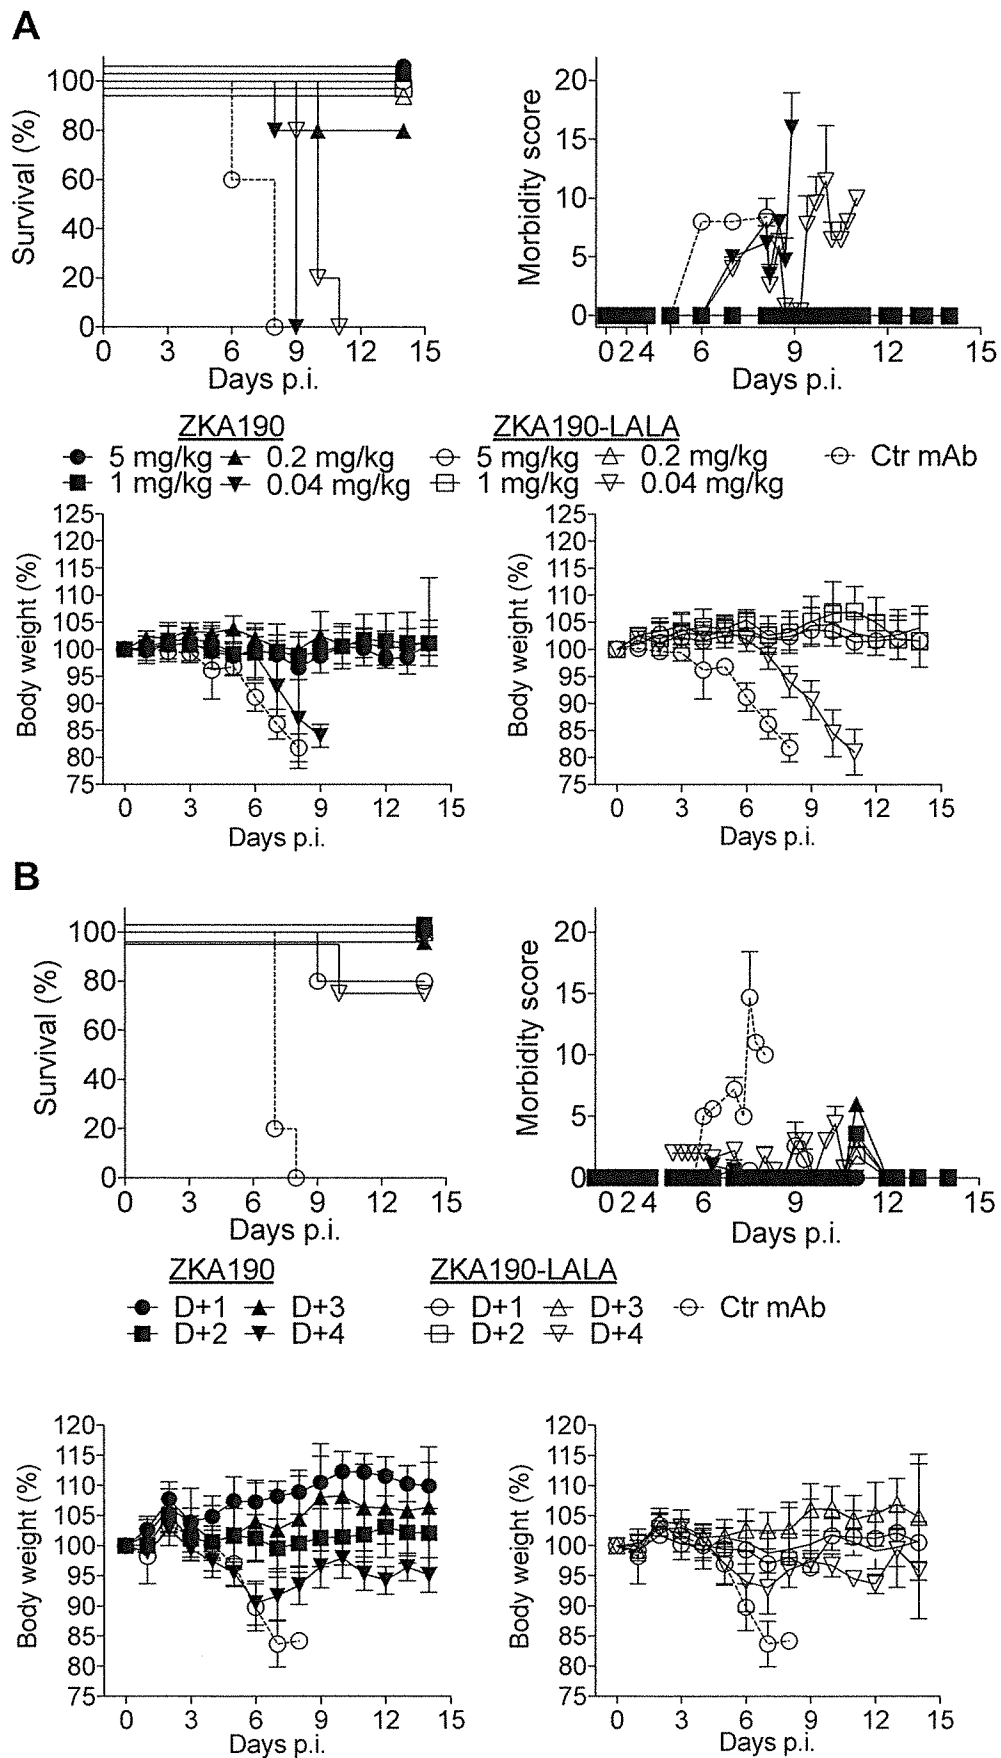 A
Survival (%)
100
80
60
40
20
0
0 3 6 9 12 15
Days p.i.
Morbidity score
20
15
10
5
0
0 2 4 6 9 12 15
Days p.i.
ZKA190 ZKA190-LALA
5 mg/kg 0.2 mg/kg 5 mg/kg 0.2 mg/kg Ctr mAb
1 mg/kg 0.04 mg/kg 1 mg/kg 0.04 mg/kg
Body weight (%)
125
120
115
110
105
100
95
90
85
80
75
0 3 6 9 12 15
Days p.i.
Body weight (%)
125
120
115
110
105
100
95
90
85
80
75
0 3 6 9 12 15
Days p.i.
B
Survival (%)
100
80
60
40
20
0
0 3 6 9 12 15
Days p.i.
Morbidity score
20
15
10
5
0
0 2 4 6 9 12 15
Days p.i.
ZKA190 ZKA190-LALA
D+1 D+3 D+1 D+3 Ctr mAb
D+2 D+4 D+2 D+4
Body weight (%)
120
115
110
105
100
95
90
85
80
75
0 3 6 9 12 15
Days p.i.
Body weight (%)
120
115
110
105
100
95
90
85
80
75
0 3 6 9 12 15
Days p.i.